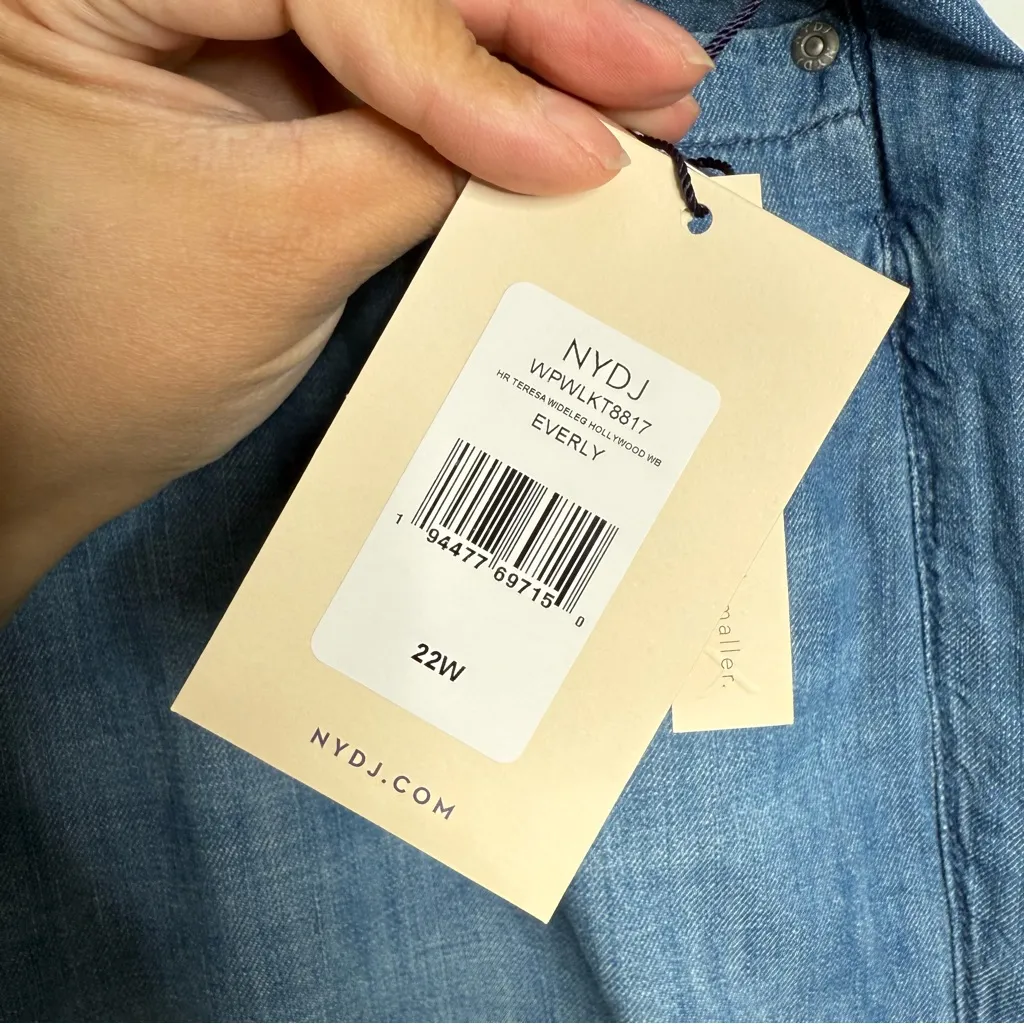 NYDJ
WPWLKT8817
HR TERESA WIDELEG HOLLYWOOD WB
EVERLY
1 94477 69715 0
22W
NYDJ.COM
maller.